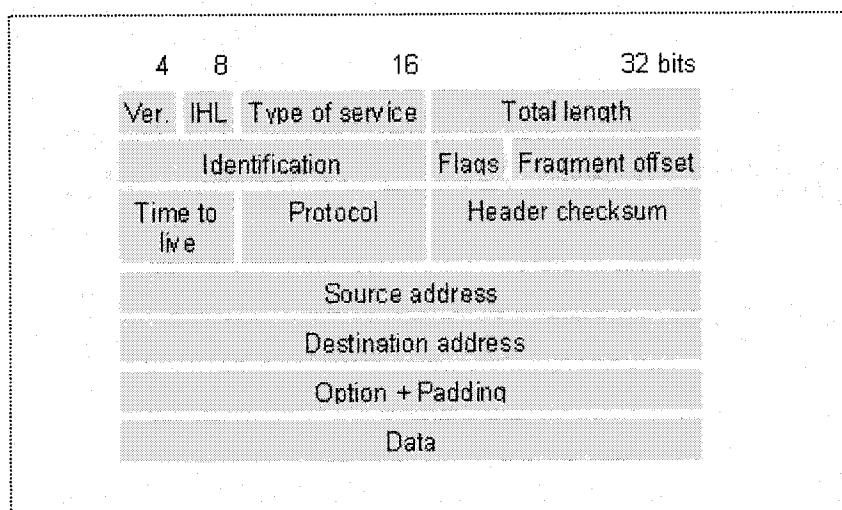 4 8 16 32 bits
Ver. IHL Type of service Total length
Identification Flags Fragment offset
Time to live Protocol Header checksum
Source address
Destination address
Option + Padding
Data